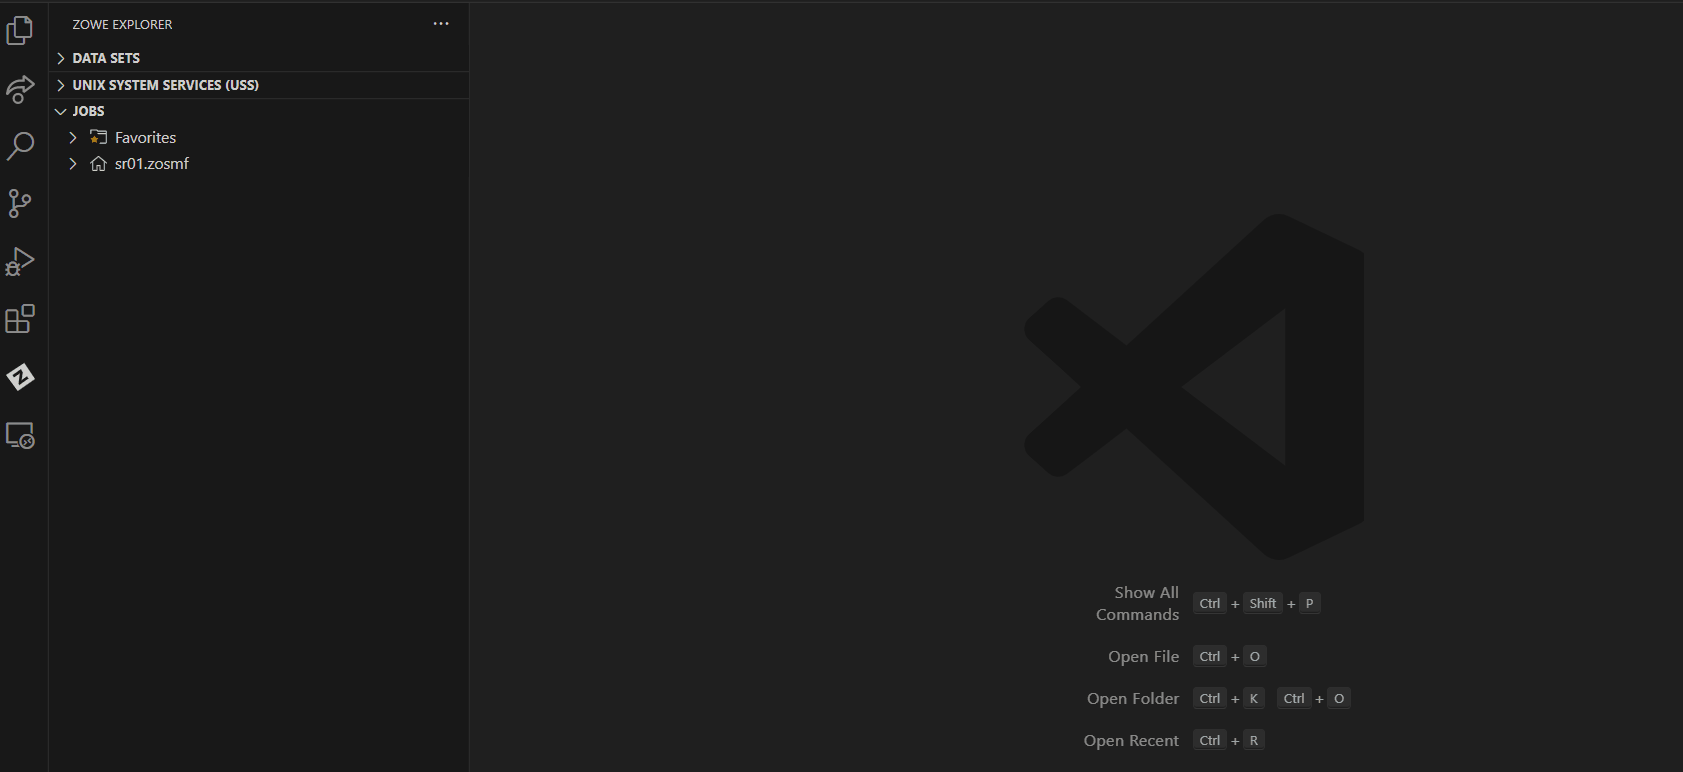 ZOWE EXPLORER
DATA SETS
UNIX SYSTEM SERVICES (USS)
JOBS
Favorites
sr01.zosmf
Show All Commands Ctrl + Shift + P
Open File Ctrl + O
Open Folder Ctrl + K Ctrl + O
Open Recent Ctrl + R